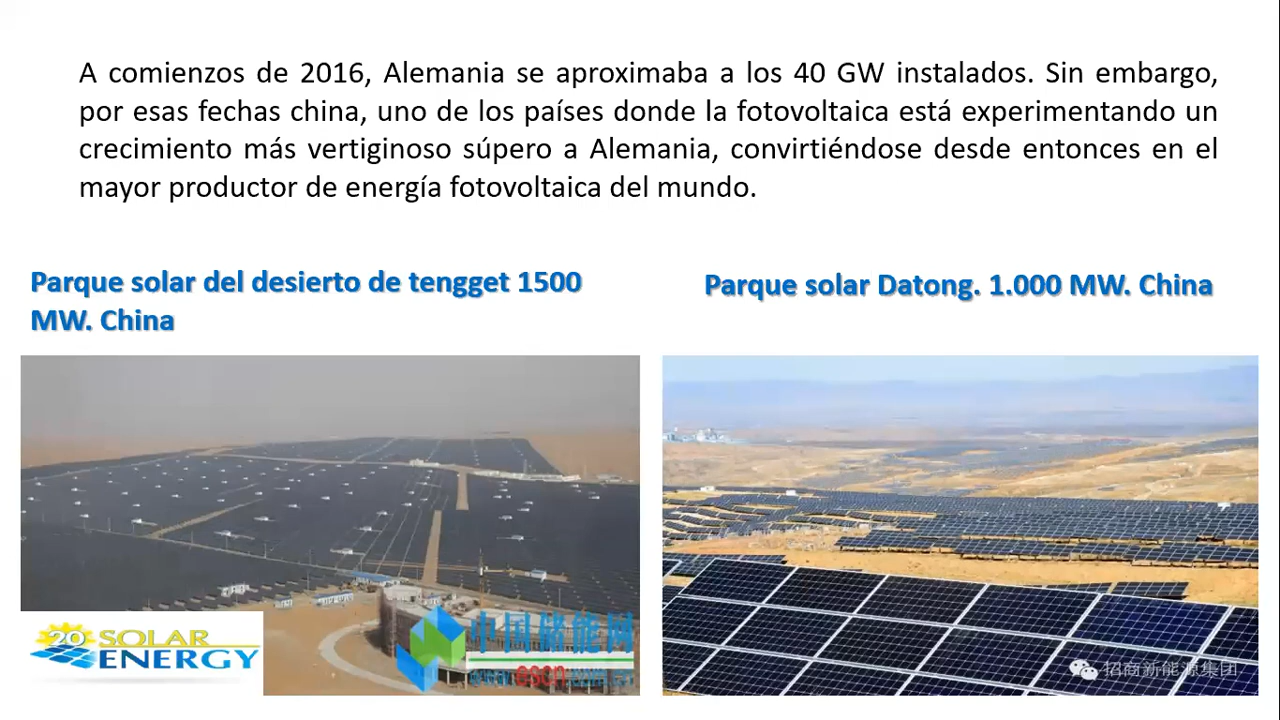 A comienzos de 2016, Alemania se aproximaba a los 40 GW instalados. Sin embargo,
por esas fechas china, uno de los países donde la fotovoltaica está experimentando un
crecimiento más vertiginoso súpero a Alemania, convirtiéndose desde entonces en el
mayor productor de energía fotovoltaica del mundo.
Parque solar del desierto de tengget 1500
MW. China
Parque solar Datong. 1.000 MW. China
20 SOLAR
ENERGY
中国储能网
招商新能源集团